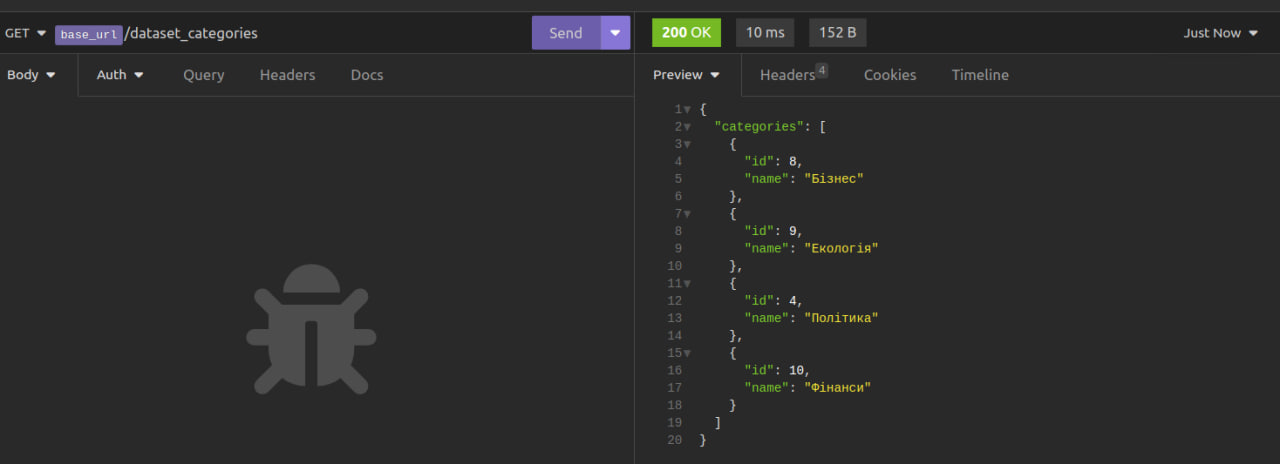 GET base_url/dataset_categories Send
200 OK 10 ms 152 B Just Now
Body Auth Query Headers Docs
Preview Headers 4 Cookies Timeline
1 {
2 "categories": [
3 {
4 "id": 8,
5 "name": "Бізнес"
6 },
7 {
8 "id": 9,
9 "name": "Екологія"
10 },
11 {
12 "id": 4,
13 "name": "Політика"
14 },
15 {
16 "id": 10,
17 "name": "Фінанси"
18 }
19 ]
20 }